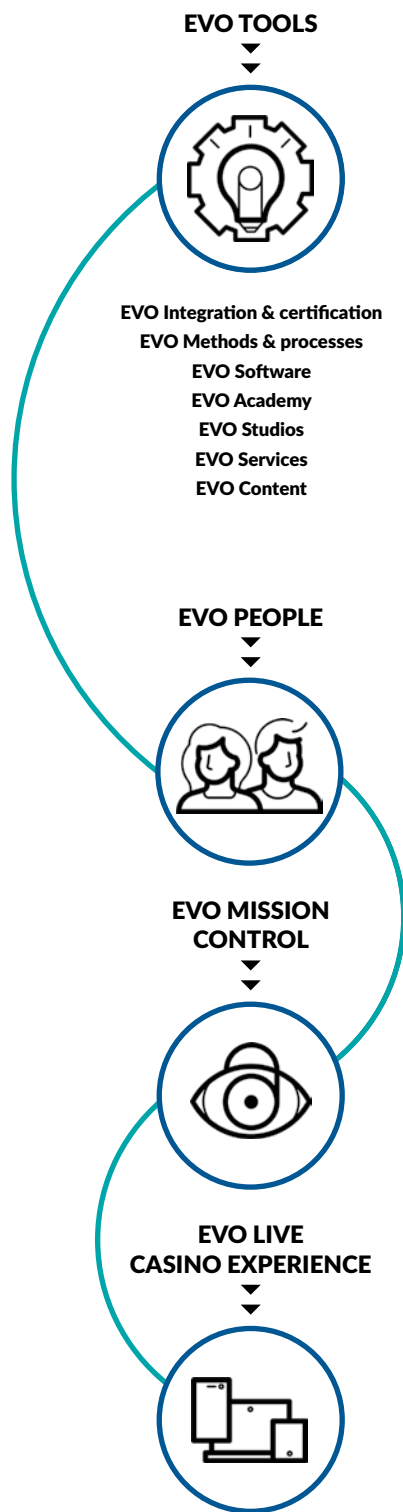 EVO TOOLS
EVO Integration & certification
EVO Methods & processes
EVO Software
EVO Academy
EVO Studios
EVO Services
EVO Content
EVO PEOPLE
EVO MISSION
CONTROL
EVO LIVE
CASINO EXPERIENCE